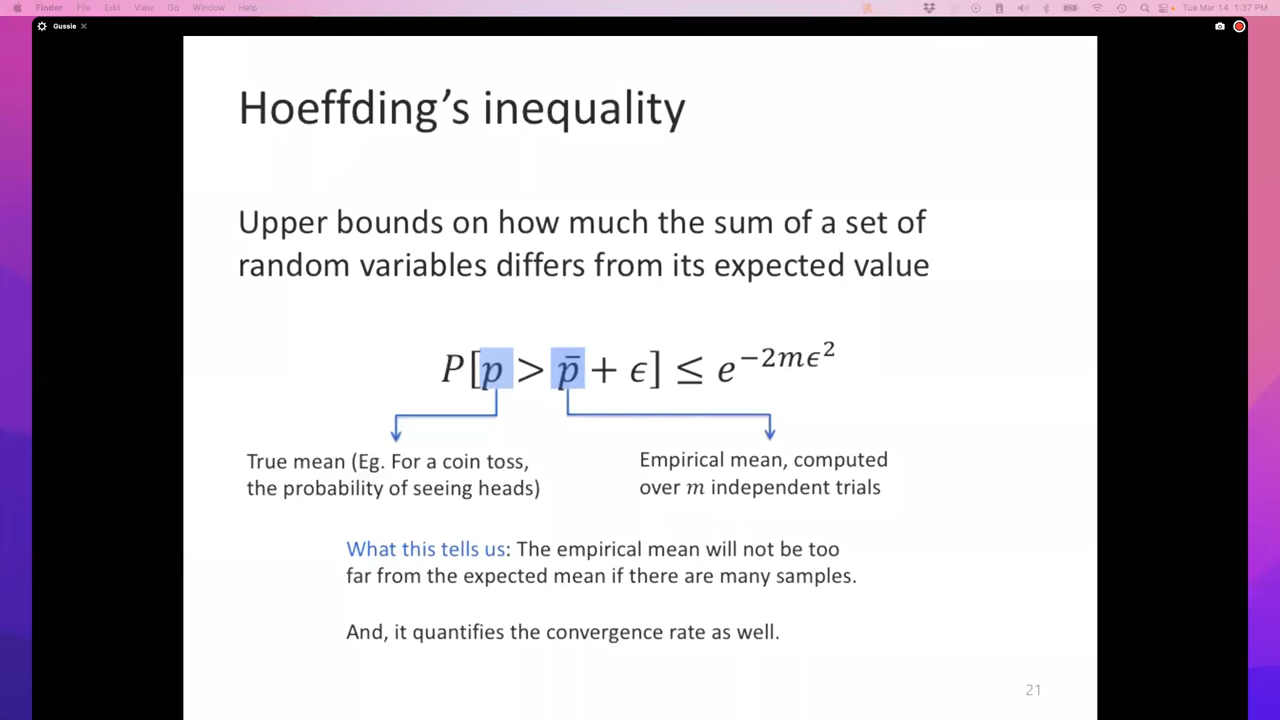 Finder File Edit View Go Window Help Tue Mar 14 1:37 PM
Gussie
Hoeffding’s inequality
Upper bounds on how much the sum of a set of
random variables differs from its expected value
𝑃[𝑝 > 𝑝̄ + 𝜖] ≤ 𝑒^{−2𝑚𝜖^2}
True mean (Eg. For a coin toss,
the probability of seeing heads)
Empirical mean, computed
over 𝑚 independent trials
What this tells us: The empirical mean will not be too
far from the expected mean if there are many samples.
And, it quantifies the convergence rate as well.
21